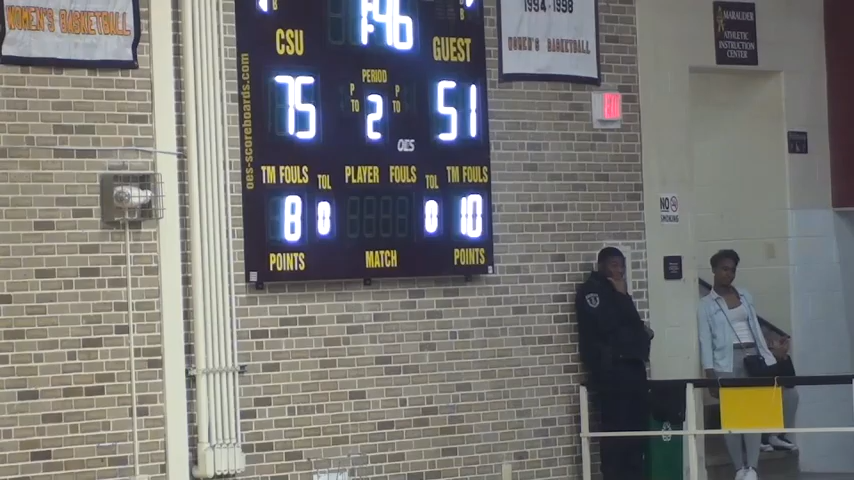 WOMEN'S BASKETBALL
1994-1998
WOMEN'S BASKETBALL
MARAUDER
ATHLETIC
INSTRUCTION
CENTER
B
B
1:46
CSU
GUEST
75
PERIOD
P TO
2
P TO
51
OES
oes-scoreboards.com
TM FOULS
TOL
PLAYER FOULS
TOL
TM FOULS
8
0
0
10
POINTS
MATCH
POINTS
EXIT
NO
SMOKING